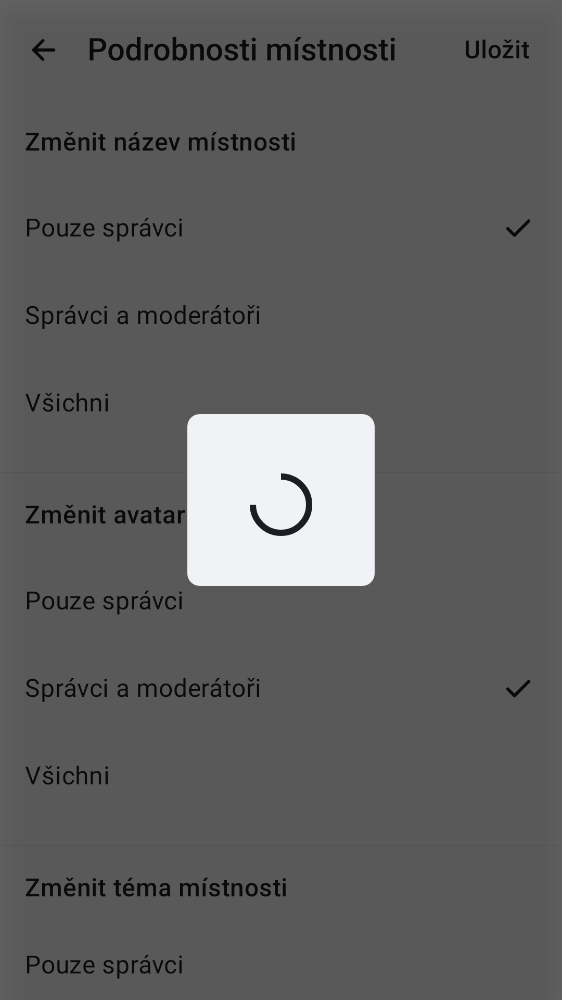 Podrobnosti místnosti Uložit
Změnit název místnosti
Pouze správci
Správci a moderátoři
Všichni
Změnit avatar
Pouze správci
Správci a moderátoři
Všichni
Změnit téma místnosti
Pouze správci